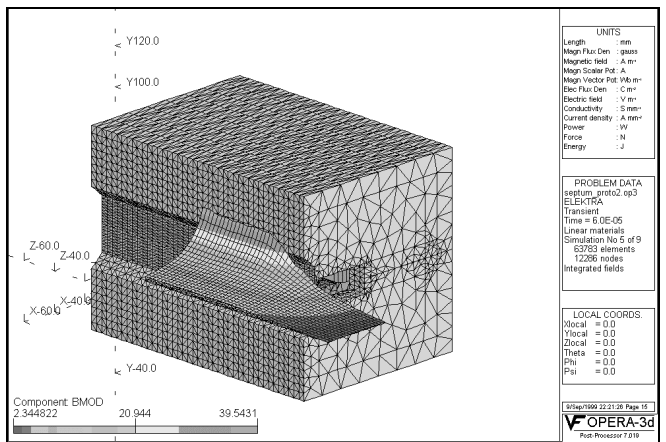 Y120.0
Y100.0
Z-60.0
Z-40.0
X-60.0
X-40.0
Y-40.0
Component: BMOD
2.344822 20.944 39.5431
UNITS
Length : mm
Magn Flux Den : gauss
Magnetic field : A m⁻¹
Magn Scalar Pot : A
Magn Vector Pot : Wb m⁻¹
Elec Flux Den : C m⁻²
Electric field : V m⁻¹
Conductivity : S mm⁻¹
Current density : A mm⁻²
Power : W
Force : N
Energy : J
PROBLEM DATA
septum_proto2.op3
ELEKTRA
Transient
Time = 6.0E-05
Linear materials
Simulation No 5 of 9
63783 elements
12286 nodes
Integrated fields
LOCAL COORDS.
Xlocal = 0.0
Ylocal = 0.0
Zlocal = 0.0
Theta = 0.0
Phi = 0.0
Psi = 0.0
9/Sep/1999 22:21:26 Page 15
VF OPERA-3d
Post-Processor 7.019